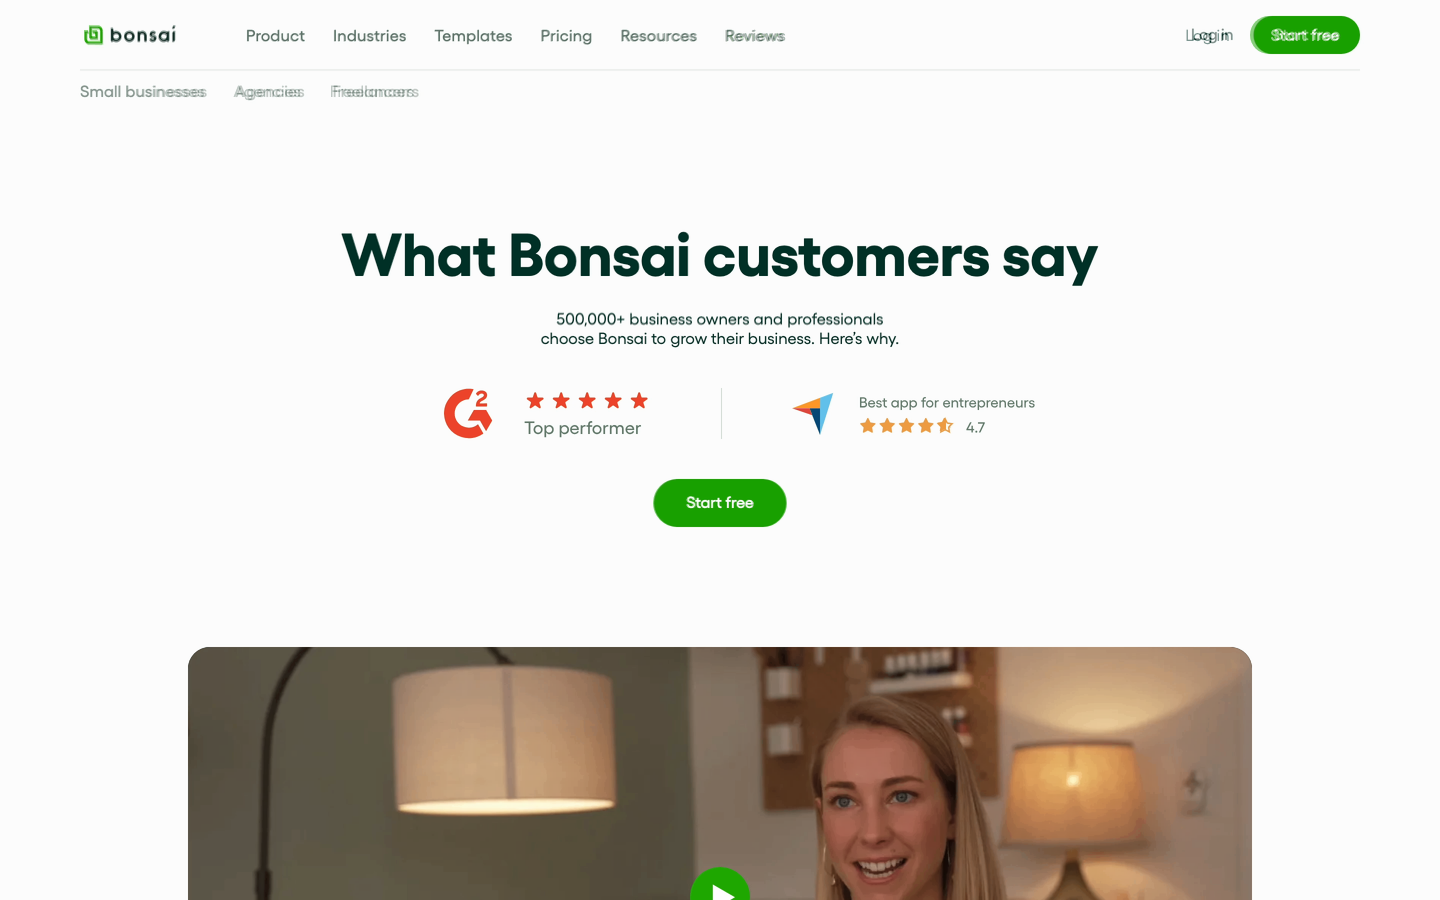 bonsai
Product Industries Templates Pricing Resources Reviews
Log in Start free
Small businesses Agencies Freelancers
What Bonsai customers say
500,000+ business owners and professionals
choose Bonsai to grow their business. Here's why.
G2
Top performer
Best app for entrepreneurs
4.7
Start free